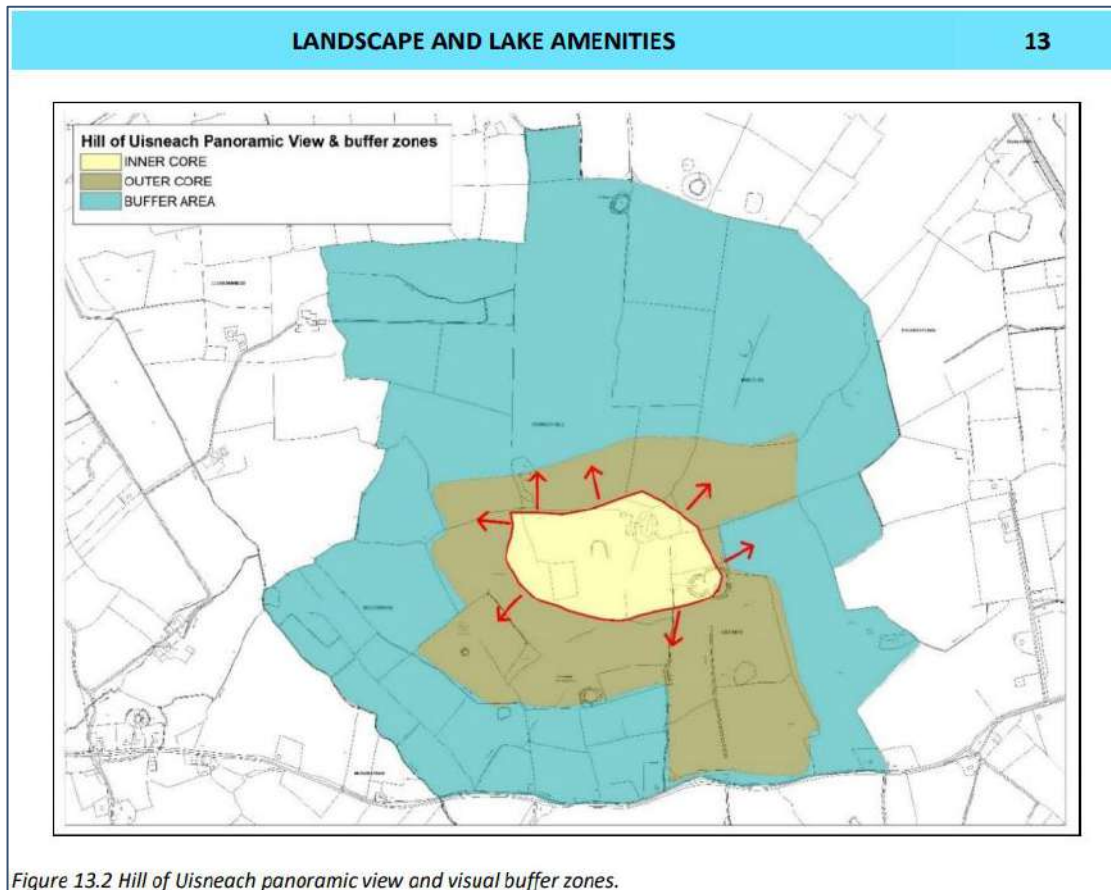 LANDSCAPE AND LAKE AMENITIES 13
Hill of Uisneach Panoramic View & buffer zones
INNER CORE
OUTER CORE
BUFFER AREA
Figure 13.2 Hill of Uisneach panoramic view and visual buffer zones.